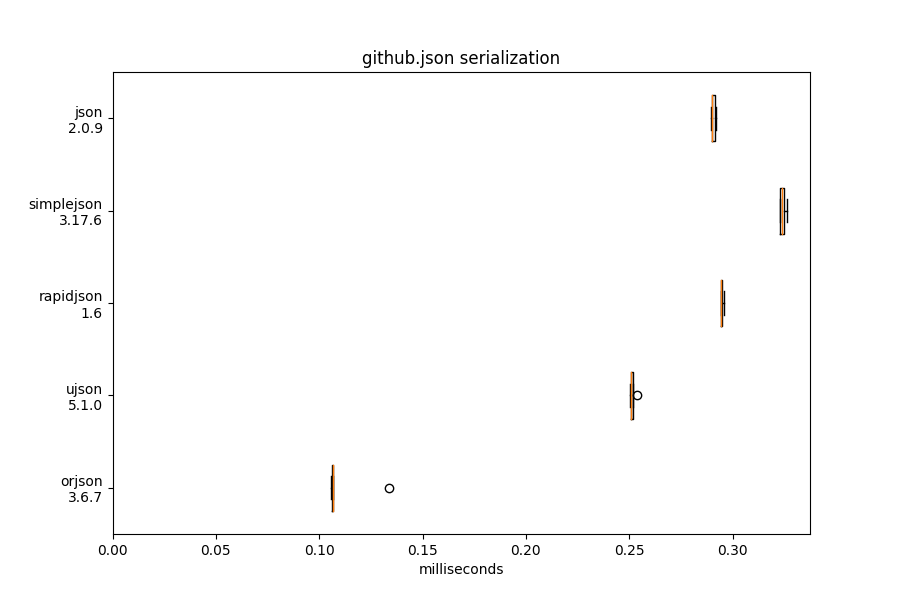 github.json serialization
json
2.0.9
simplejson
3.17.6
rapidjson
1.6
ujson
5.1.0
orjson
3.6.7
0.00 0.05 0.10 0.15 0.20 0.25 0.30
milliseconds